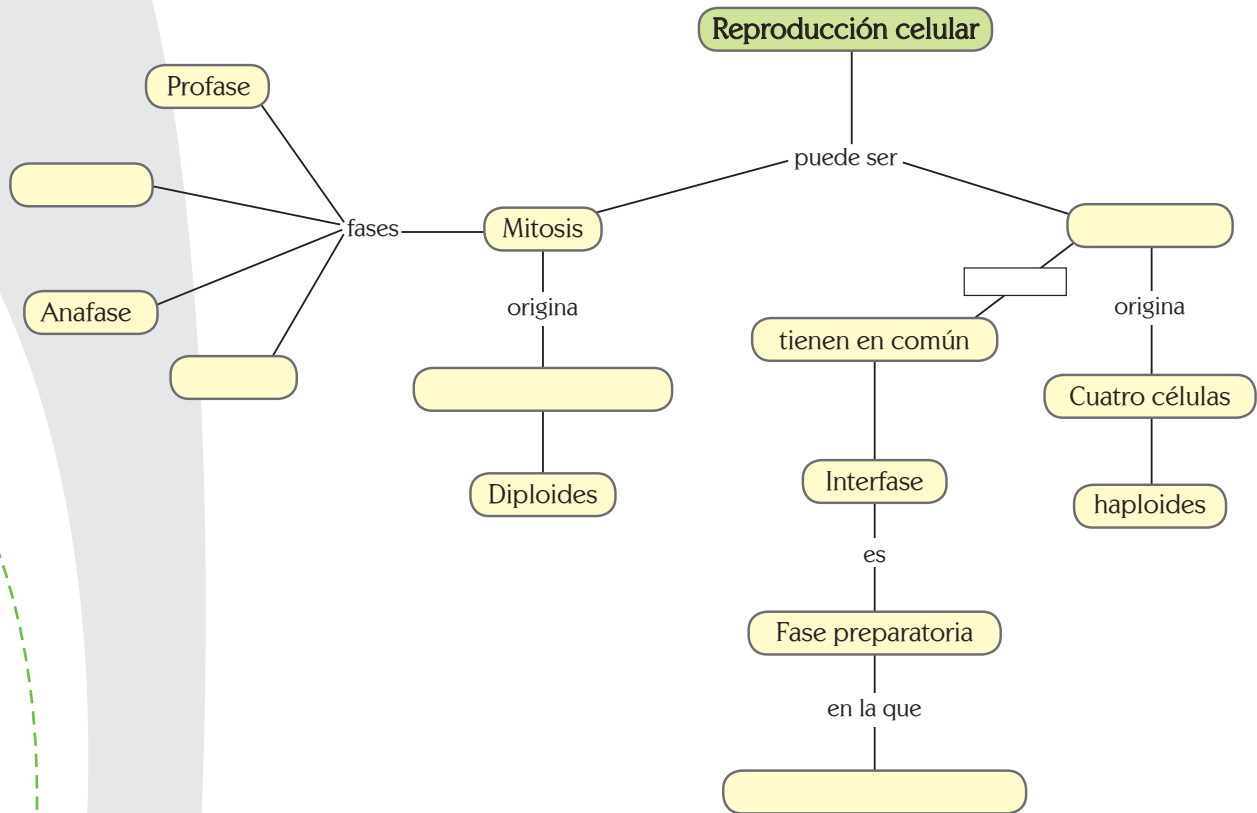 Reproducción celular
Profase
puede ser
fases
Mitosis
Anafase
origina
origina
tienen en común
Cuatro células
Interfase
Diploides
haploides
es
Fase preparatoria
en la que